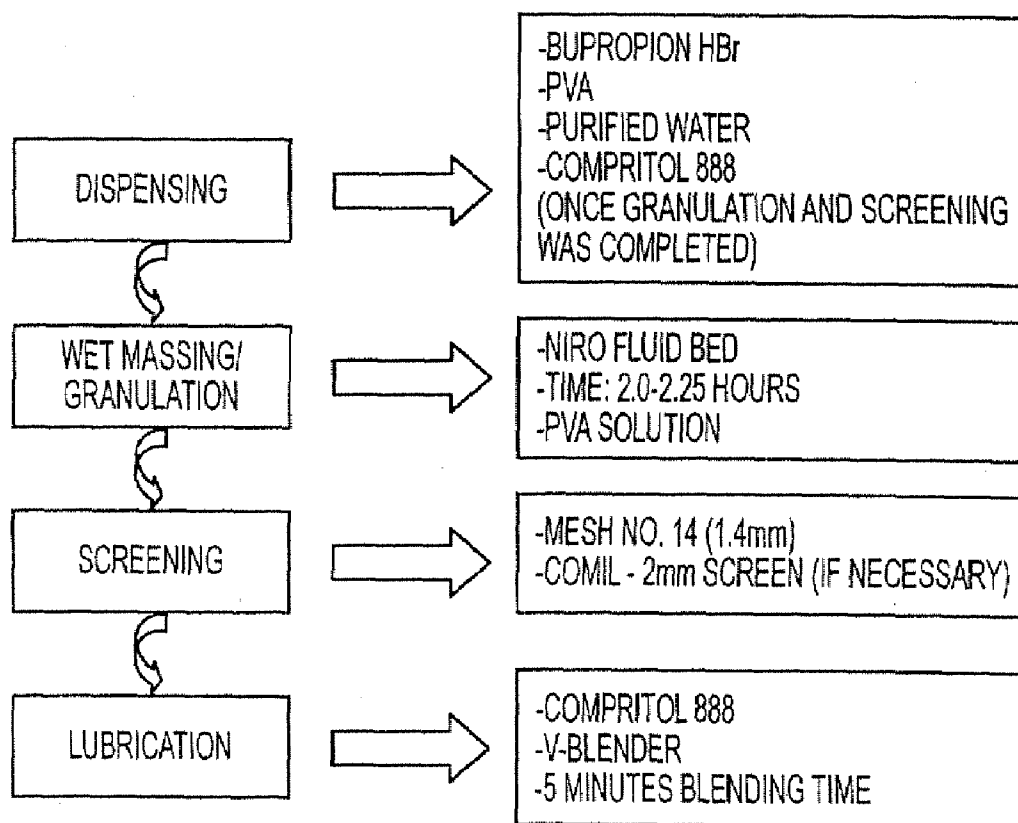 DISPENSING
-BUPROPION HBr
-PVA
-PURIFIED WATER
-COMPRITOL 888
(ONCE GRANULATION AND SCREENING
WAS COMPLETED)
WET MASSING/
GRANULATION
-NIRO FLUID BED
-TIME: 2.0-2.25 HOURS
-PVA SOLUTION
SCREENING
-MESH NO. 14 (1.4mm)
-COMIL - 2mm SCREEN (IF NECESSARY)
LUBRICATION
-COMPRITOL 888
-V-BLENDER
-5 MINUTES BLENDING TIME